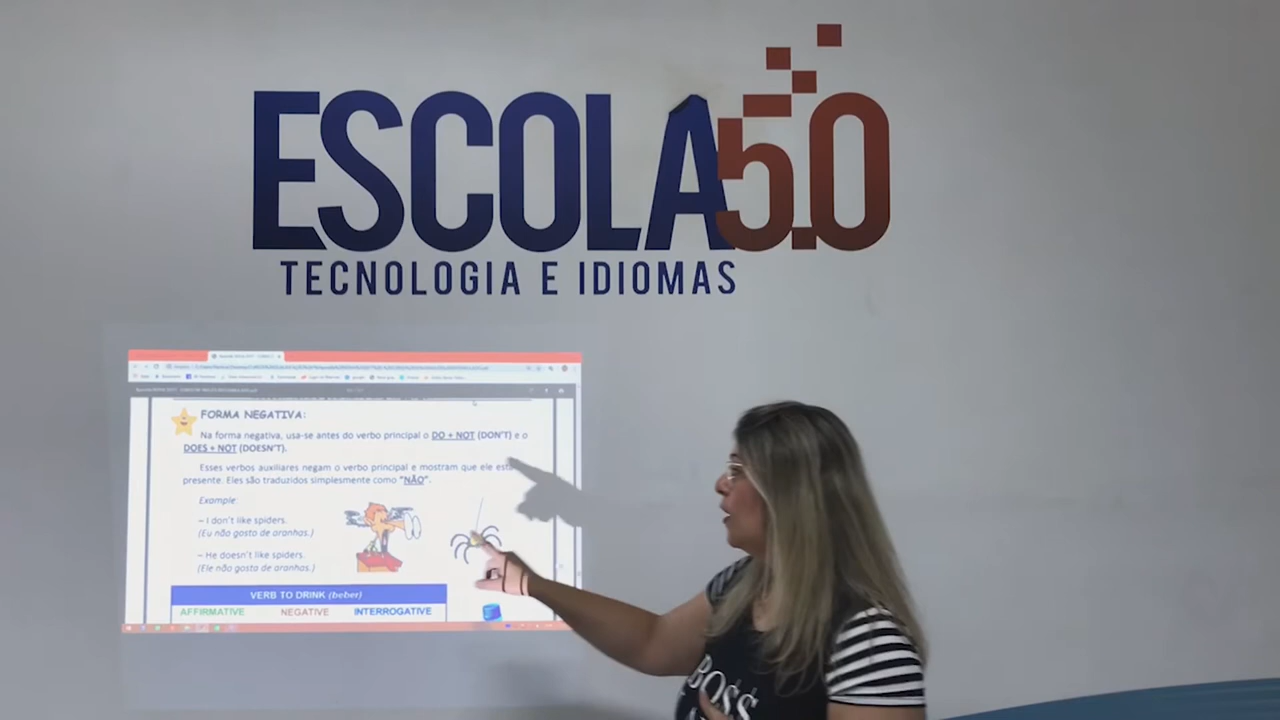 ESCOLA 5.0
TECNOLOGIA E IDIOMAS
FORMA NEGATIVA:
Na forma negativa, usa-se antes do verbo principal o DO + NOT (DON'T) e o
DOES + NOT (DOESN'T).
Esses verbos auxiliares negam o verbo principal e mostram que ele está
presente. Eles são traduzidos simplesmente como "NÃO".
Example:
– I don't like spiders.
(Eu não gosto de aranhas.)
– He doesn't like spiders.
(Ele não gosta de aranhas.)
VERB TO DRINK (beber)
AFFIRMATIVE NEGATIVE INTERROGATIVE
BOSS